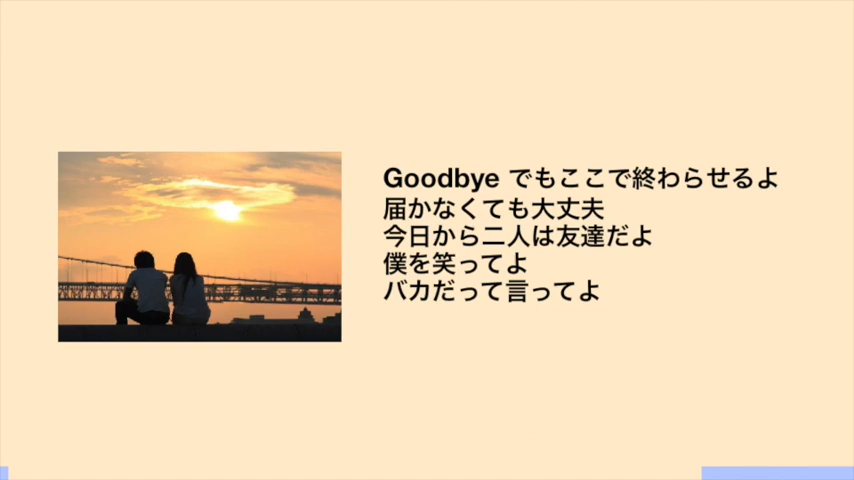 Goodbye でもここで終わらせるよ
届かなくても大丈夫
今日から二人は友達だよ
僕を笑ってよ
バカだって言ってよ